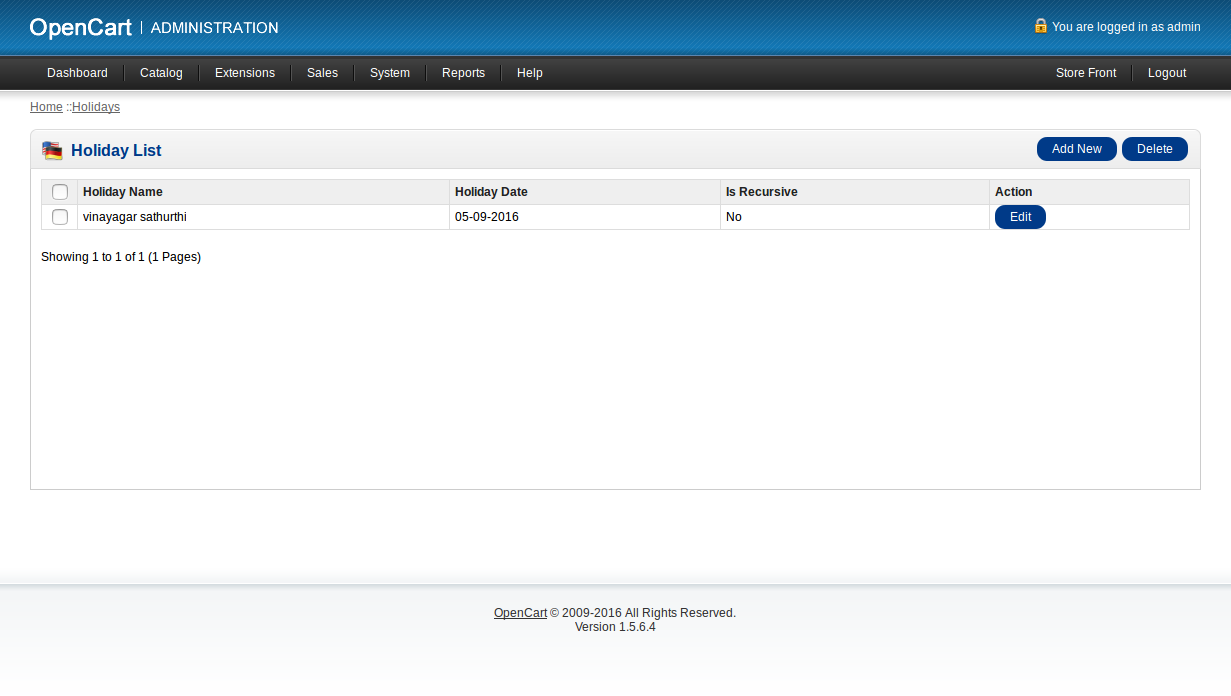 OpenCart | ADMINISTRATION You are logged in as admin
Dashboard Catalog Extensions Sales System Reports Help Store Front Logout
Home ::Holidays
Holiday List Add New Delete
Holiday Name Holiday Date Is Recursive Action
vinayagar sathurthi 05-09-2016 No Edit
Showing 1 to 1 of 1 (1 Pages)
OpenCart © 2009-2016 All Rights Reserved.
Version 1.5.6.4